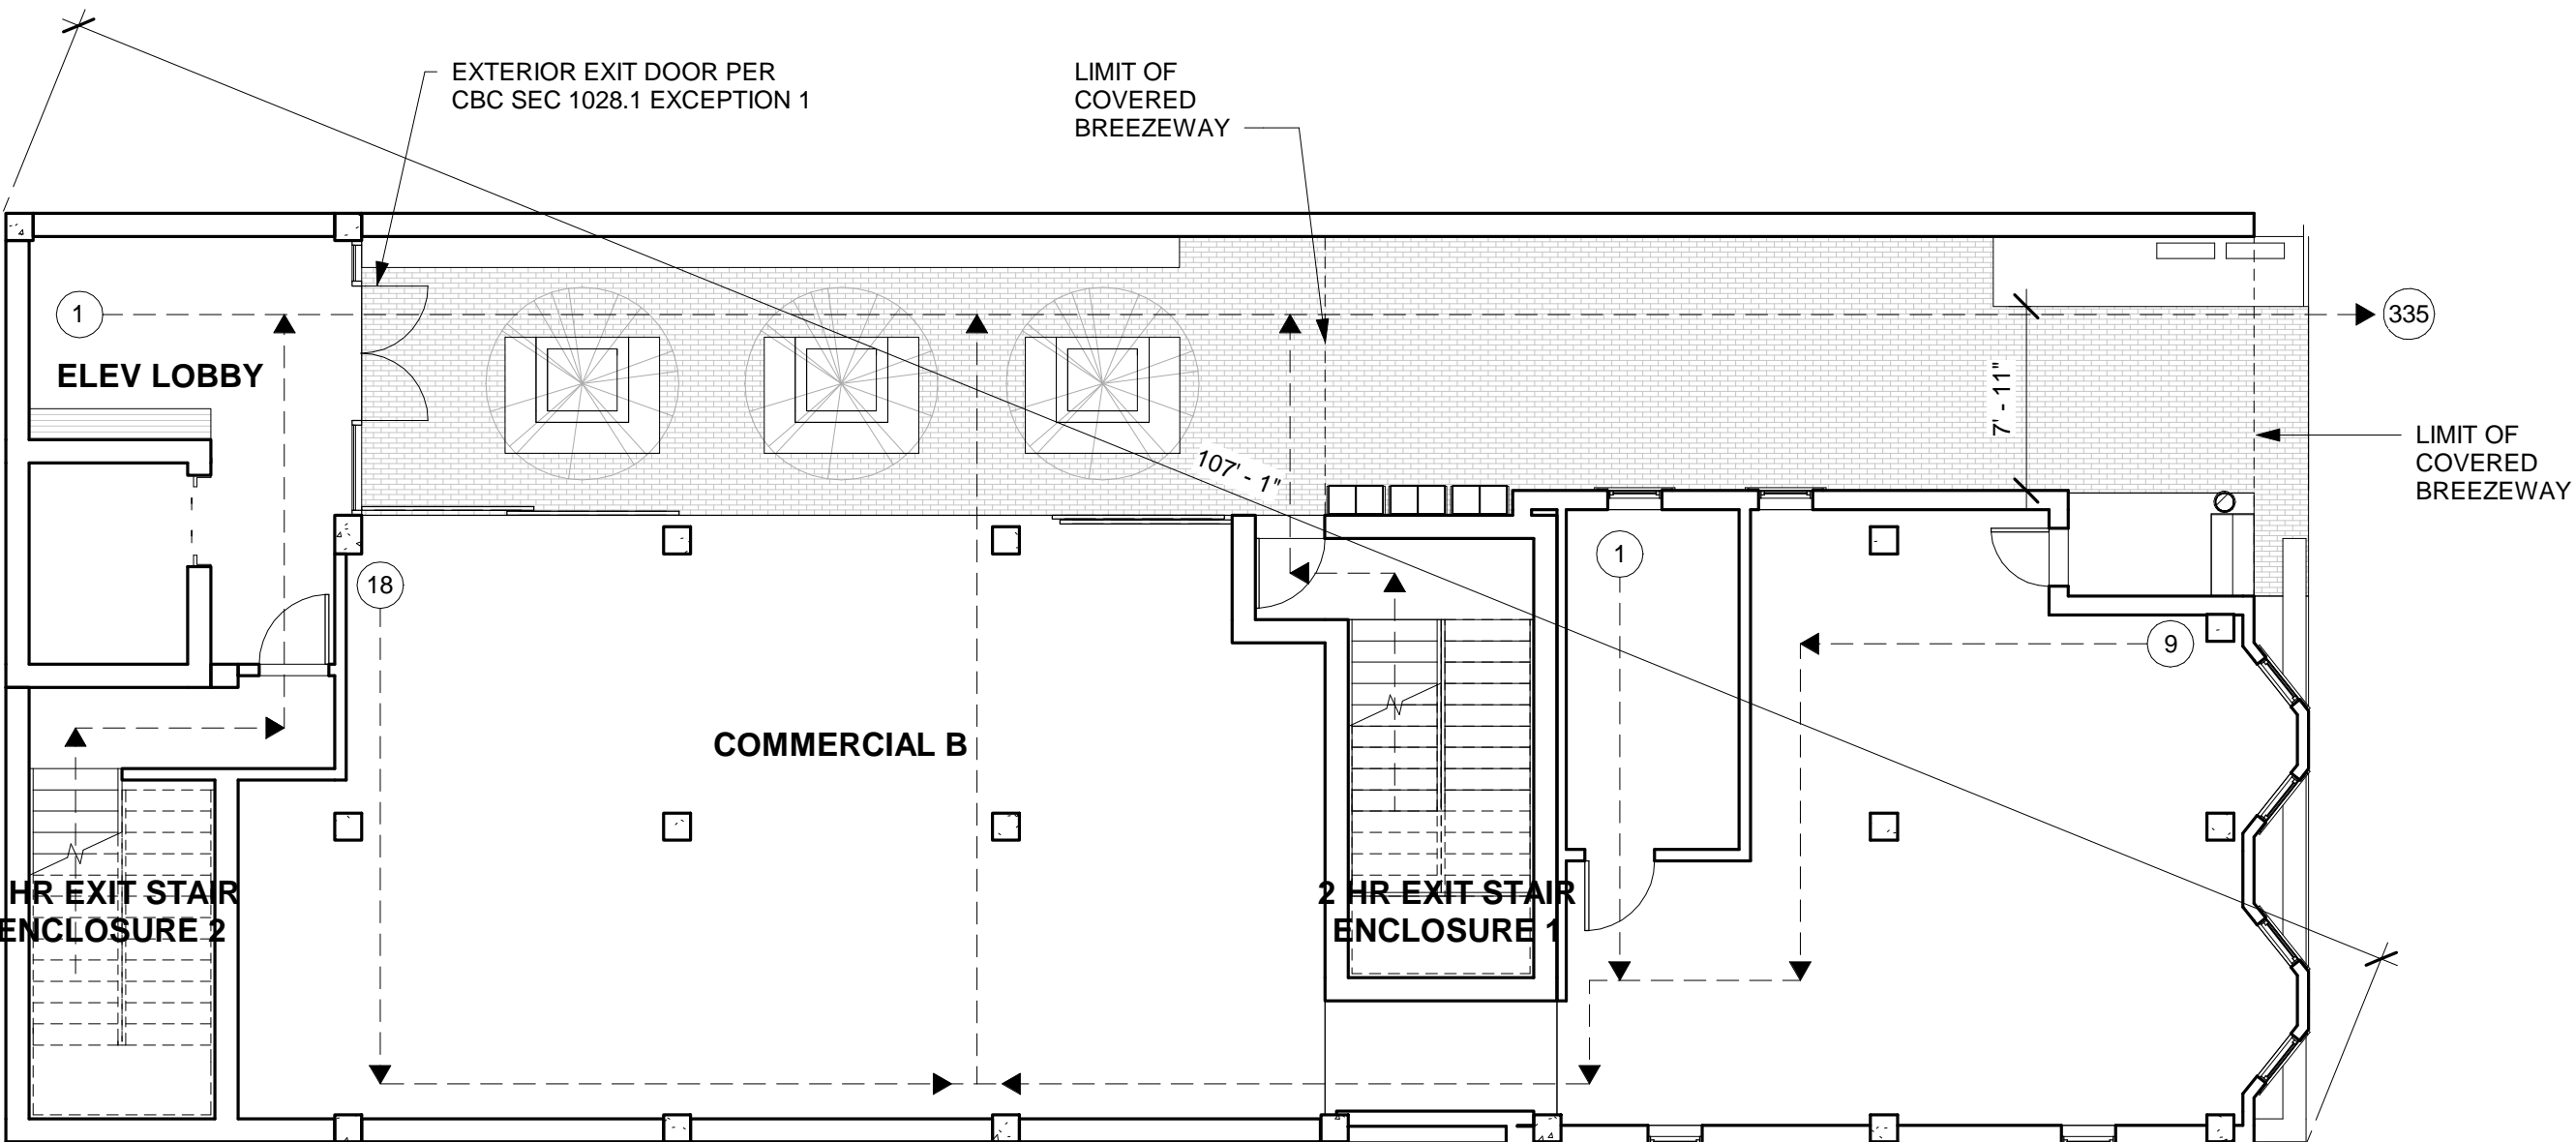 EXTERIOR EXIT DOOR PER
CBC SEC 1028.1 EXCEPTION 1
LIMIT OF
COVERED
BREEZEWAY
1
335
ELEV LOBBY
7' - 11"
LIMIT OF
COVERED
BREEZEWAY
107' - 1"
18
1
9
COMMERCIAL B
HR EXIT STAIR
ENCLOSURE 2
2 HR EXIT STAIR
ENCLOSURE 1